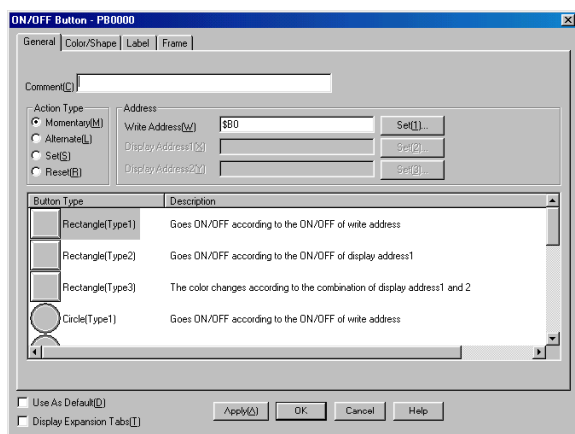 ON/OFF Button - PB0000
General Color/Shape Label Frame
Comment(C)
Action Type
Momentary(M)
Alternate(L)
Set(S)
Reset(R)
Address
Write Address(W) $B0 Set(1)...
Display Address1(X) Set(2)...
Display Address2(Y) Set(3)...
Button Type Description
Rectangle(Type1) Goes ON/OFF according to the ON/OFF of write address
Rectangle(Type2) Goes ON/OFF according to the ON/OFF of display address1
Rectangle(Type3) The color changes according to the combination of display address1 and 2
Circle(Type1) Goes ON/OFF according to the ON/OFF of write address
Use As Default(D)
Display Expansion Tabs(T)
Apply(A) OK Cancel Help